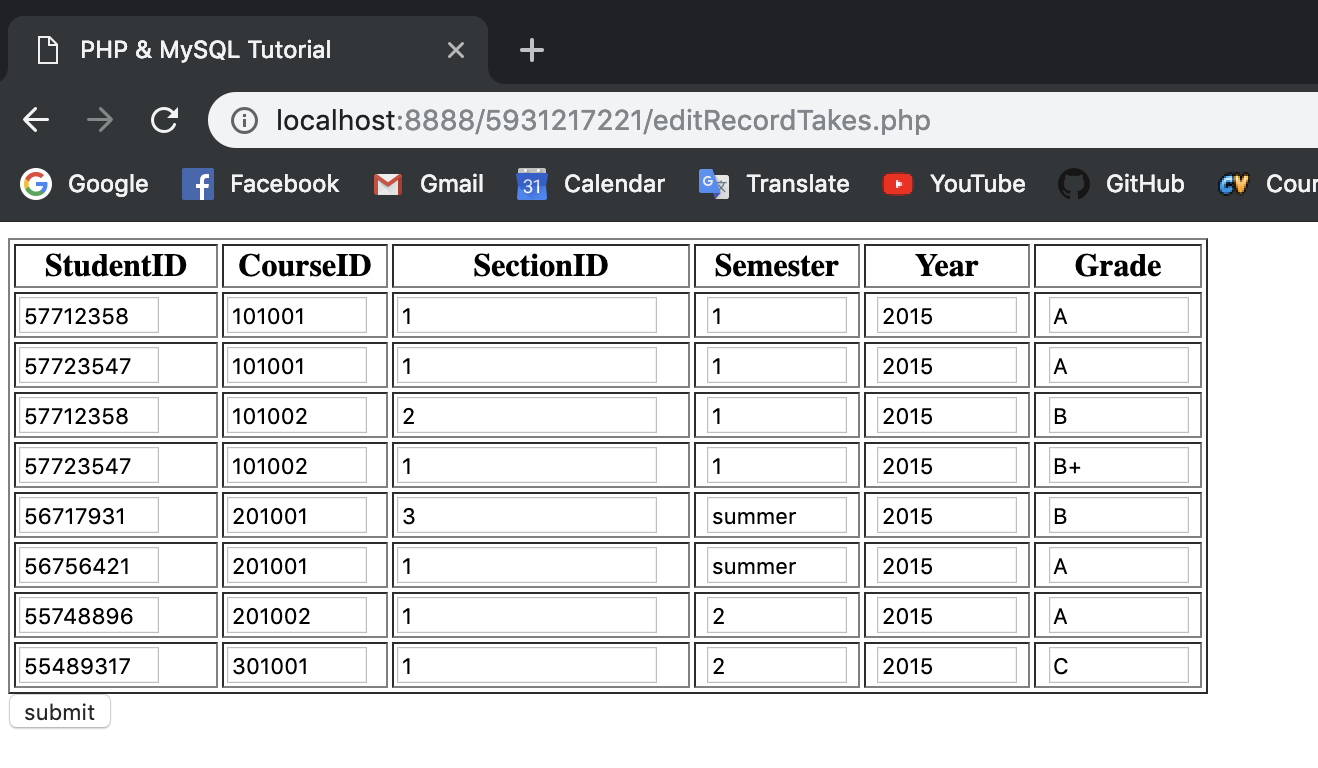 PHP & MySQL Tutorial
localhost:8888/5931217221/editRecordTakes.php
Google Facebook Gmail 31 Calendar Translate YouTube GitHub Cour
StudentID CourseID SectionID Semester Year Grade
57712358 101001 1 1 2015 A
57723547 101001 1 1 2015 A
57712358 101002 2 1 2015 B
57723547 101002 1 1 2015 B+
56717931 201001 3 summer 2015 B
56756421 201001 1 summer 2015 A
55748896 201002 1 2 2015 A
55489317 301001 1 2 2015 C
submit